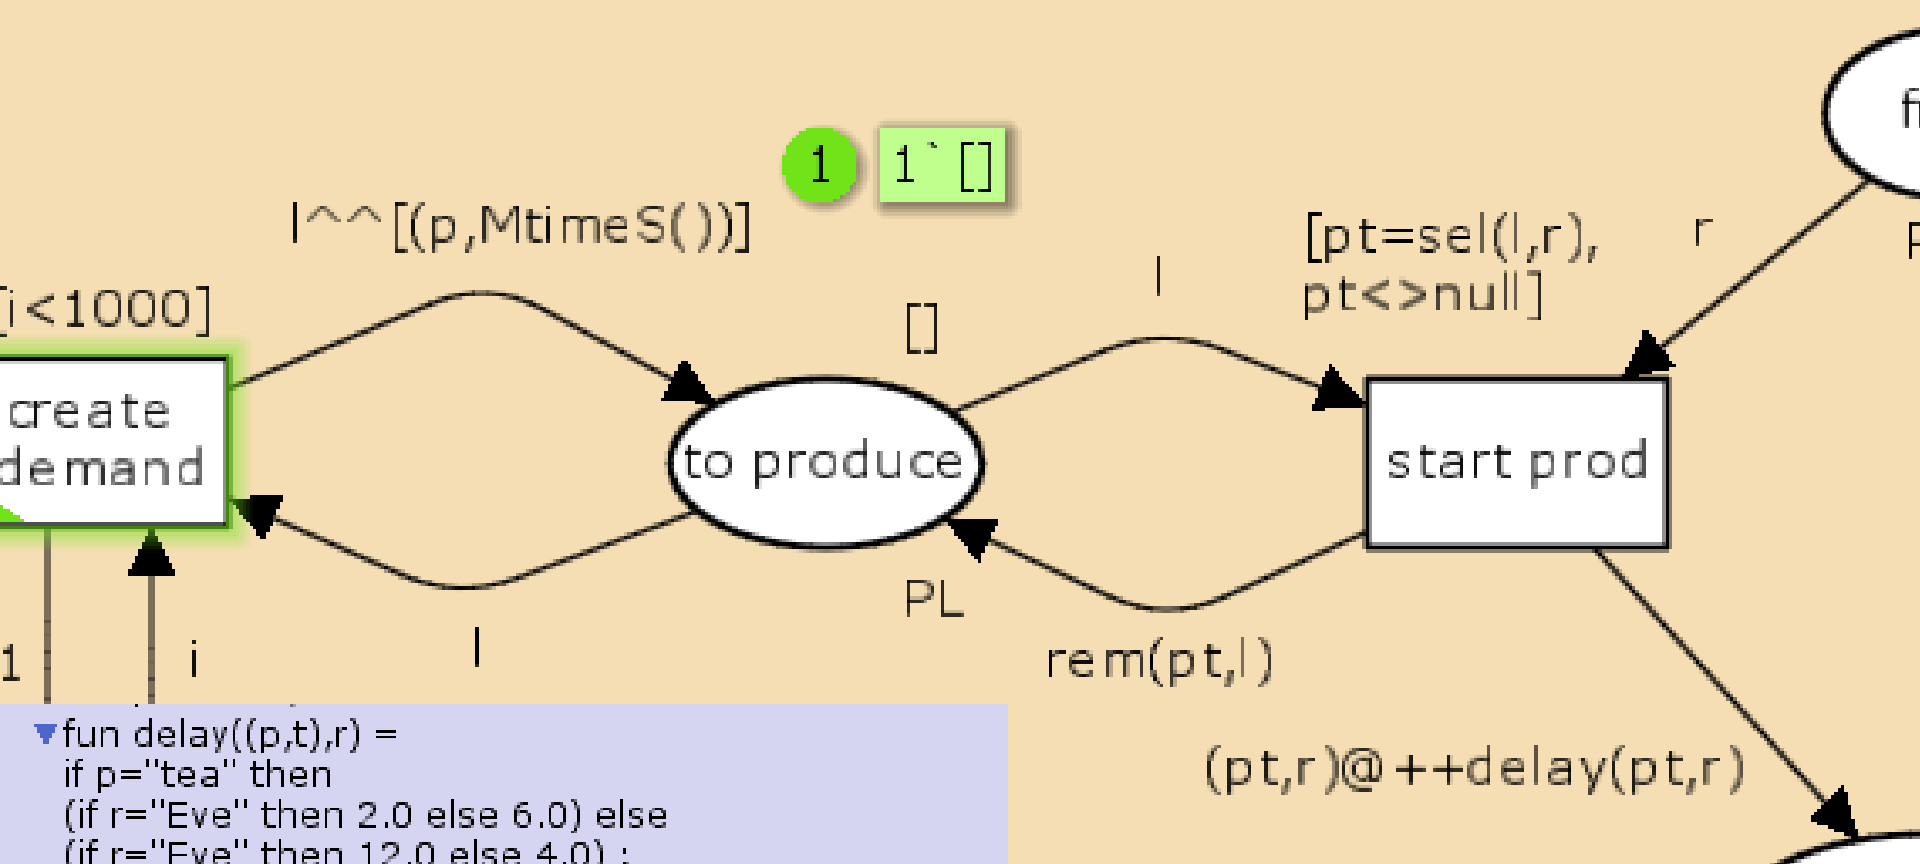 1
1`[]
l^^[(p,MtimeS())]
[pt=sel(l,r),
pt<>null]
r
l
[]
[i<1000]
create
demand
to produce
start prod
PL
rem(pt,l)
l
i
1
(pt,r)@++delay(pt,r)
fun delay((p,t),r) =
if p="tea" then
(if r="Eve" then 2.0 else 6.0) else
(if r="Eve" then 12.0 else 4.0) ;